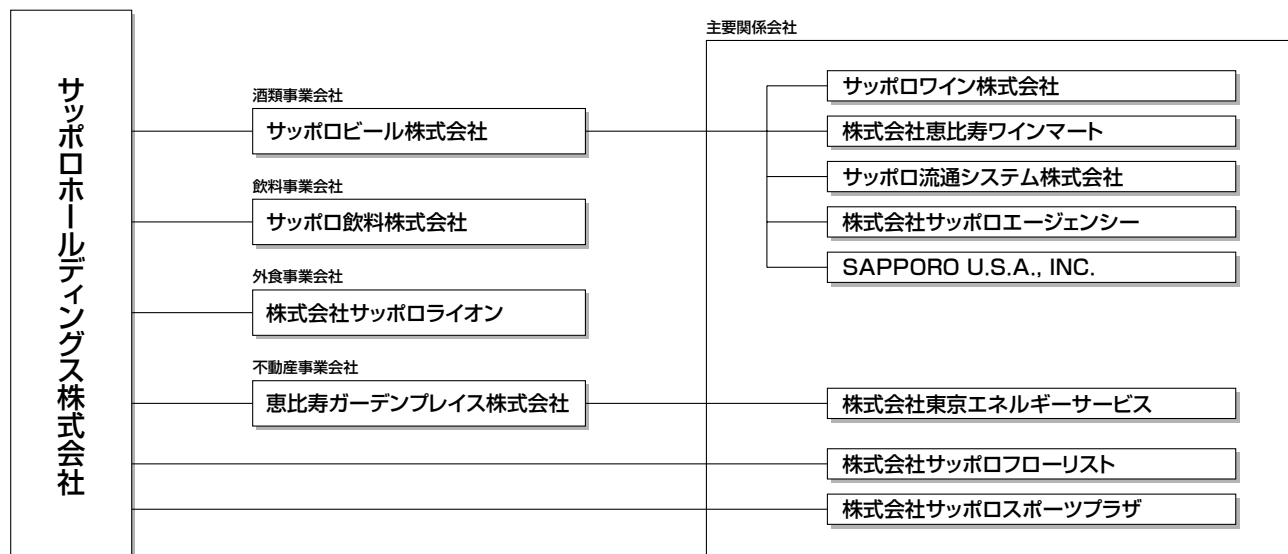 サッポロホールディングス株式会社
主要関係会社
酒類事業会社
サッポロビール株式会社
飲料事業会社
サッポロ飲料株式会社
外食事業会社
株式会社サッポロライオン
不動産事業会社
恵比寿ガーデンプレイス株式会社
サッポロワイン株式会社
株式会社恵比寿ワインマート
サッポロ流通システム株式会社
株式会社サッポロエージェンシー
SAPPORO U.S.A., INC.
株式会社東京エネルギーサービス
株式会社サッポロフローリスト
株式会社サッポロスポーツプラザ